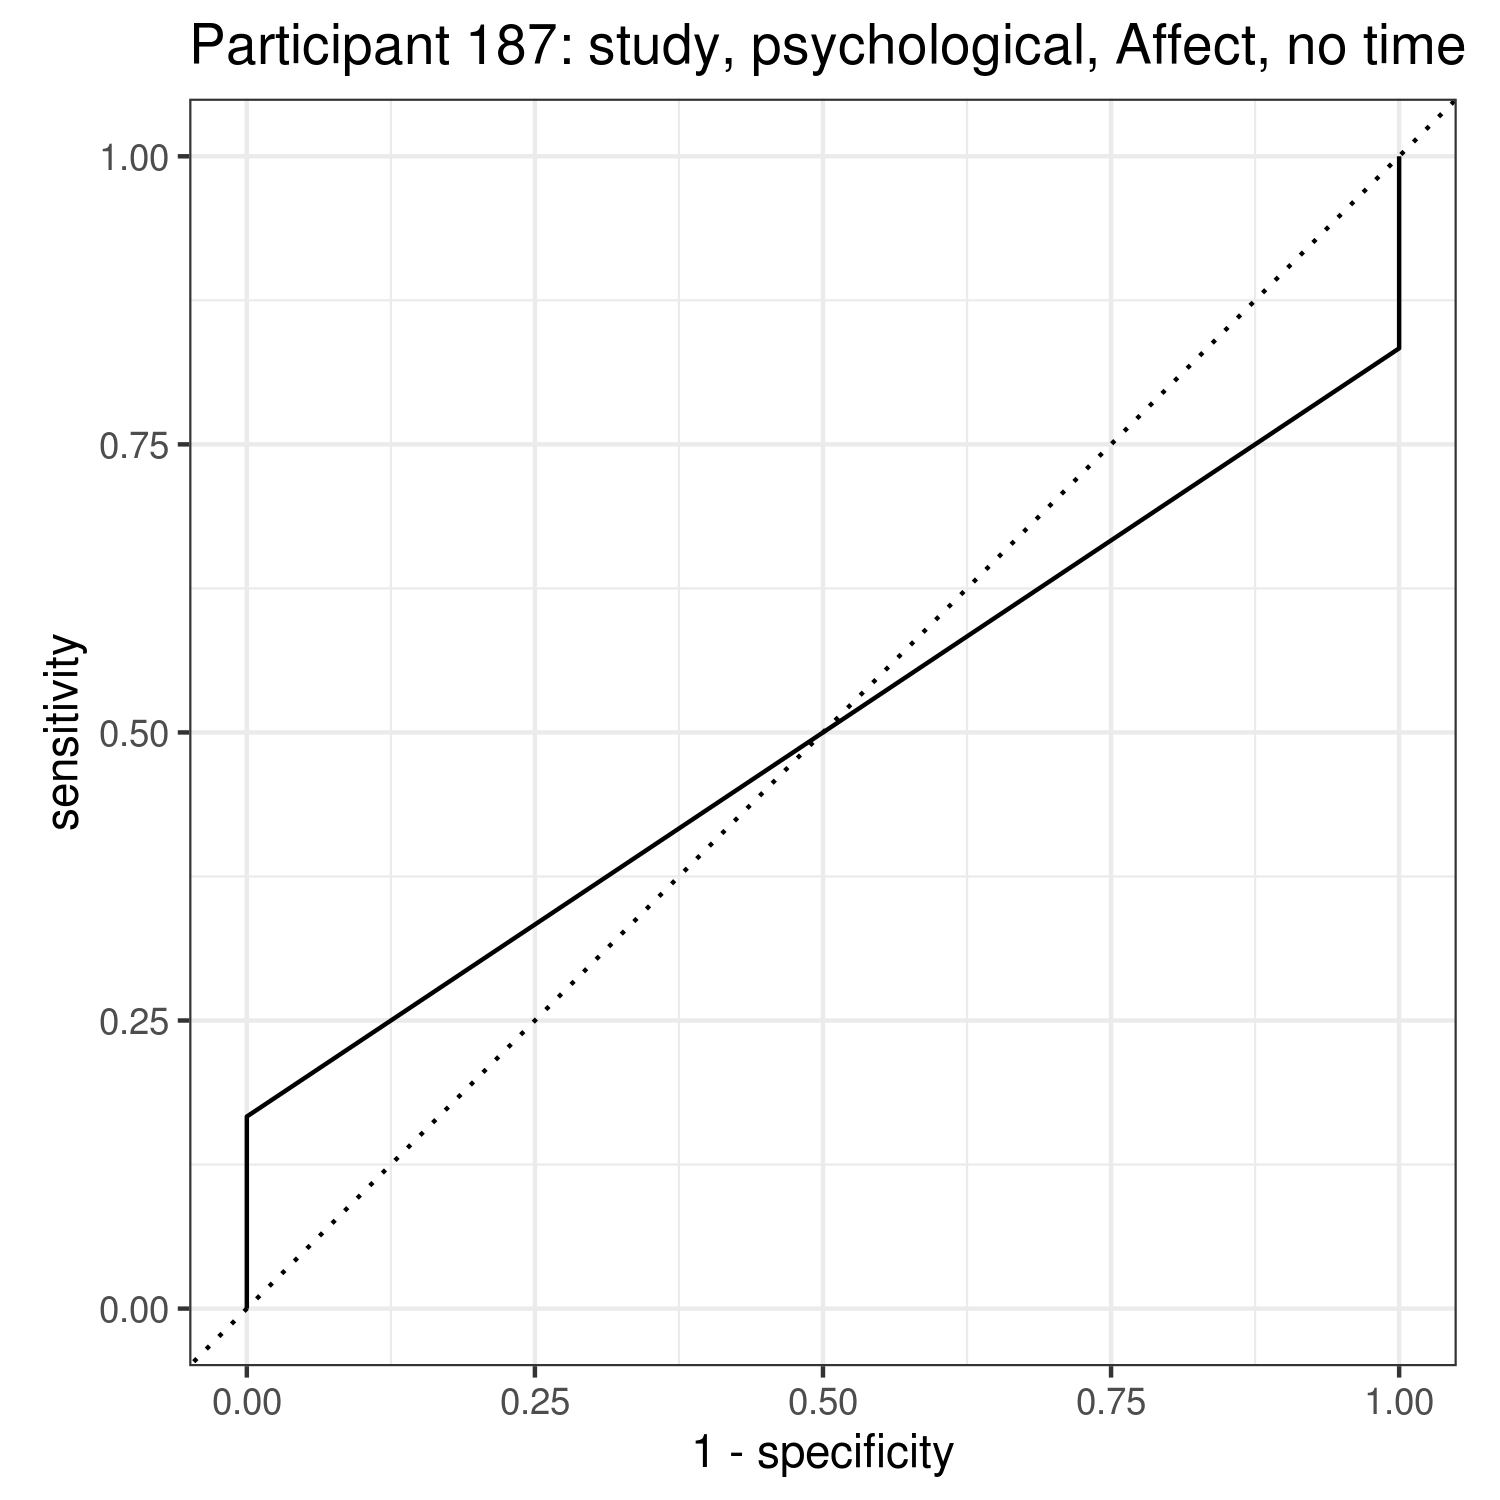 Participant 187: study, psychological, Affect, no time
1.00
0.75
0.50
0.25
0.00
sensitivity
0.00 0.25 0.50 0.75 1.00
1 - specificity